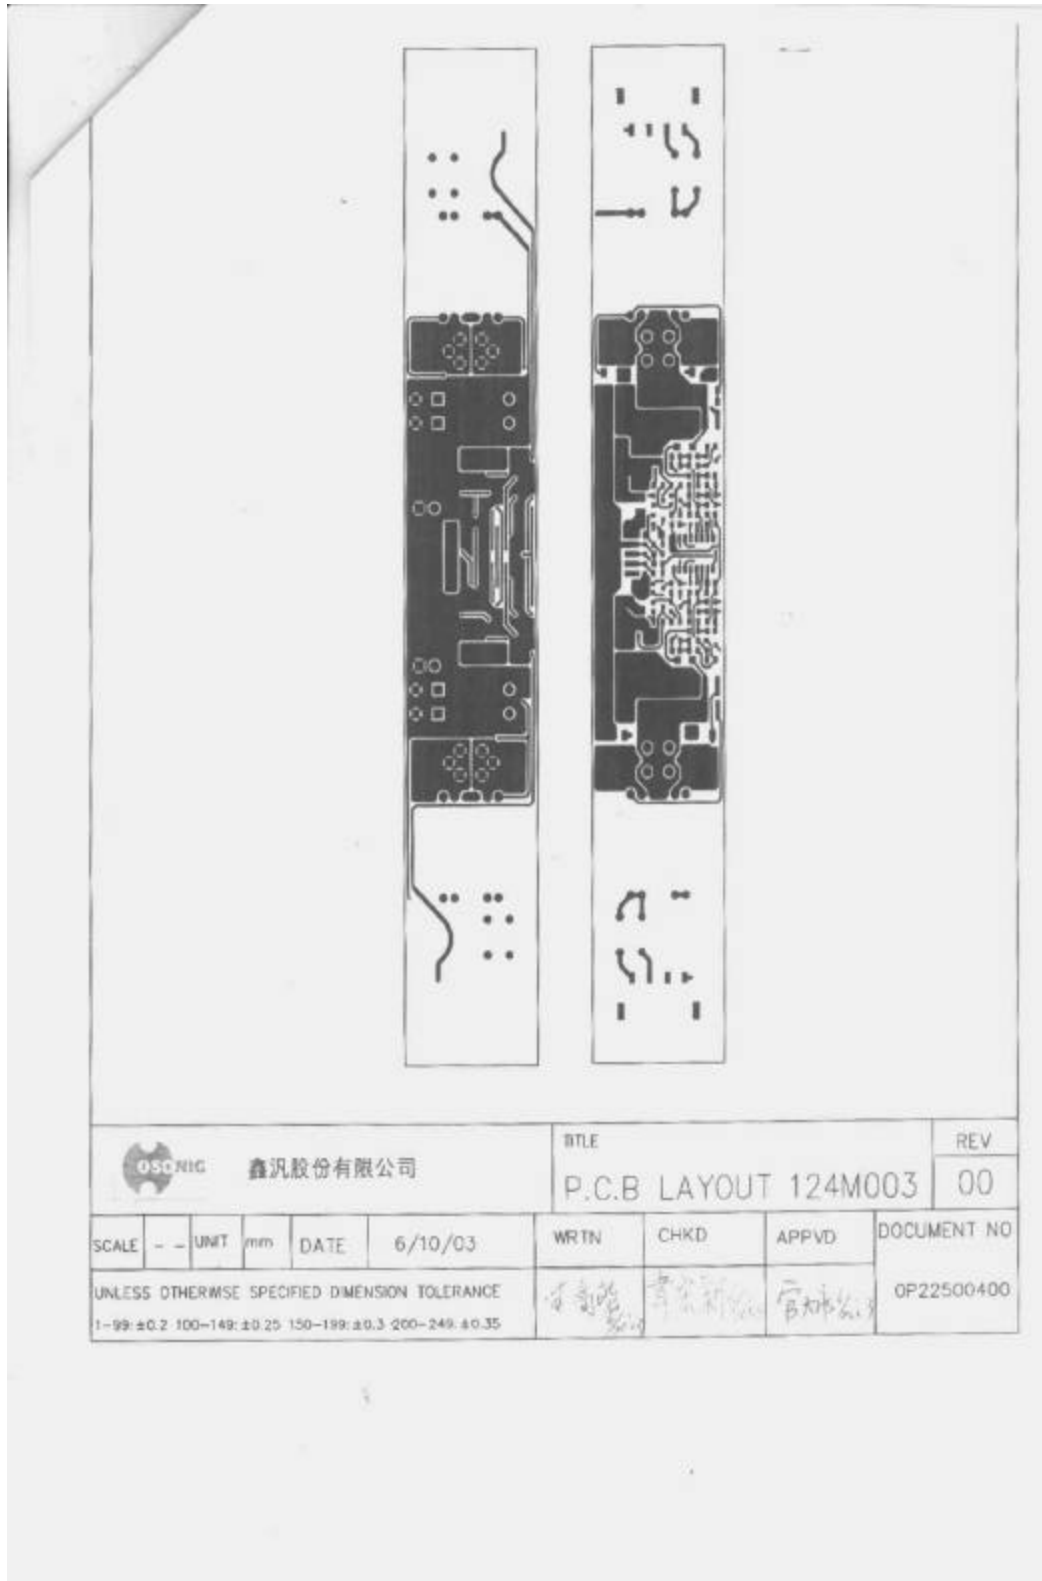 OSONIC 鑫汎股份有限公司
TITLE
P.C.B LAYOUT 124M003
REV
00
SCALE -- UNIT mm DATE 6/10/03
WRTN CHKD APPVD DOCUMENT NO
UNLESS OTHERWISE SPECIFIED DIMENSION TOLERANCE
1-99:±0.2 100-149:±0.25 150-199:±0.3 200-249:±0.35
0P22500400